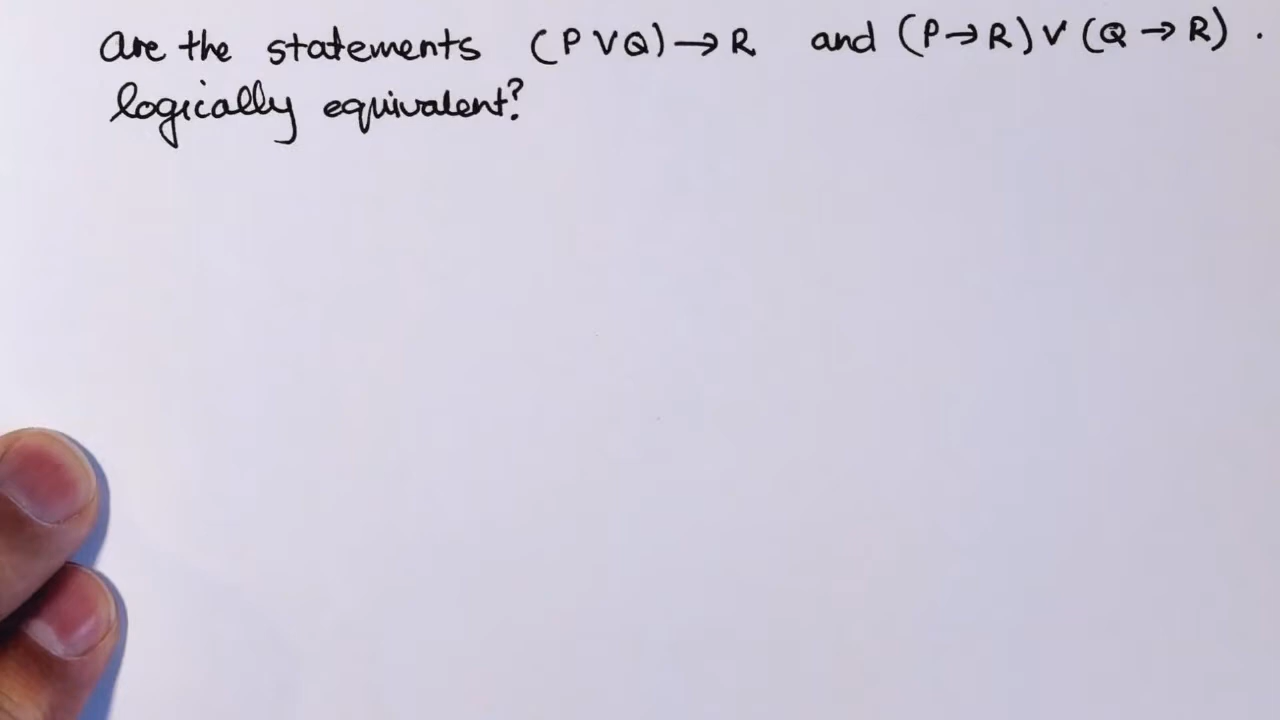 are the statements (P∨Q)→R and (P→R)∨(Q→R).
logically equivalent?